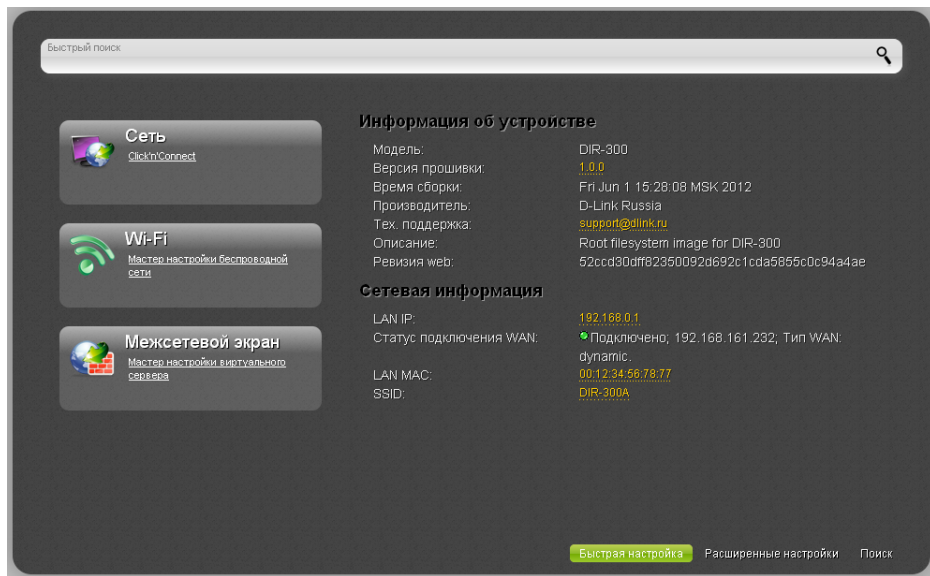 Быстрый поиск
Сеть
Click'n'Connect
Wi-Fi
Мастер настройки беспроводной
сети
Межсетевой экран
Мастер настройки виртуального
сервера
Информация об устройстве
Модель: DIR-300
Версия прошивки: 1.0.0
Время сборки: Fri Jun 1 15:28:08 MSK 2012
Производитель: D-Link Russia
Тех. поддержка: support@dlink.ru
Описание: Root filesystem image for DIR-300
Ревизия web: 52ccd30dff82350092d692c1cda5855c0c94a4ae
Сетевая информация
LAN IP: 192.168.0.1
Статус подключения WAN: Подключено; 192.168.161.232; Тип WAN:
dynamic.
LAN MAC: 00:12:34:56:78:77
SSID: DIR-300A
Быстрая настройка Расширенные настройки Поиск